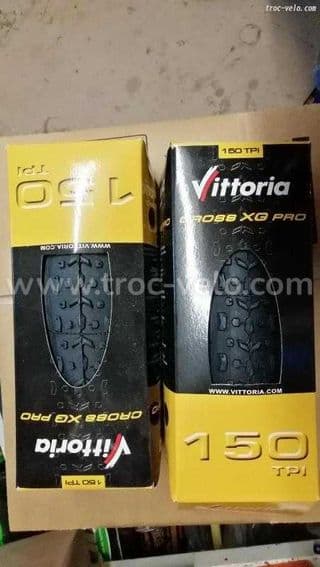 troc-velo.com
150 TPI
Vittoria
CROSS XG PRO
WWW.VITTORIA.COM
150
TPI
www.troc-velo.com
150
TPI
WWW.VITTORIA.COM
CROSS XG PRO
Vittoria
150 TPI